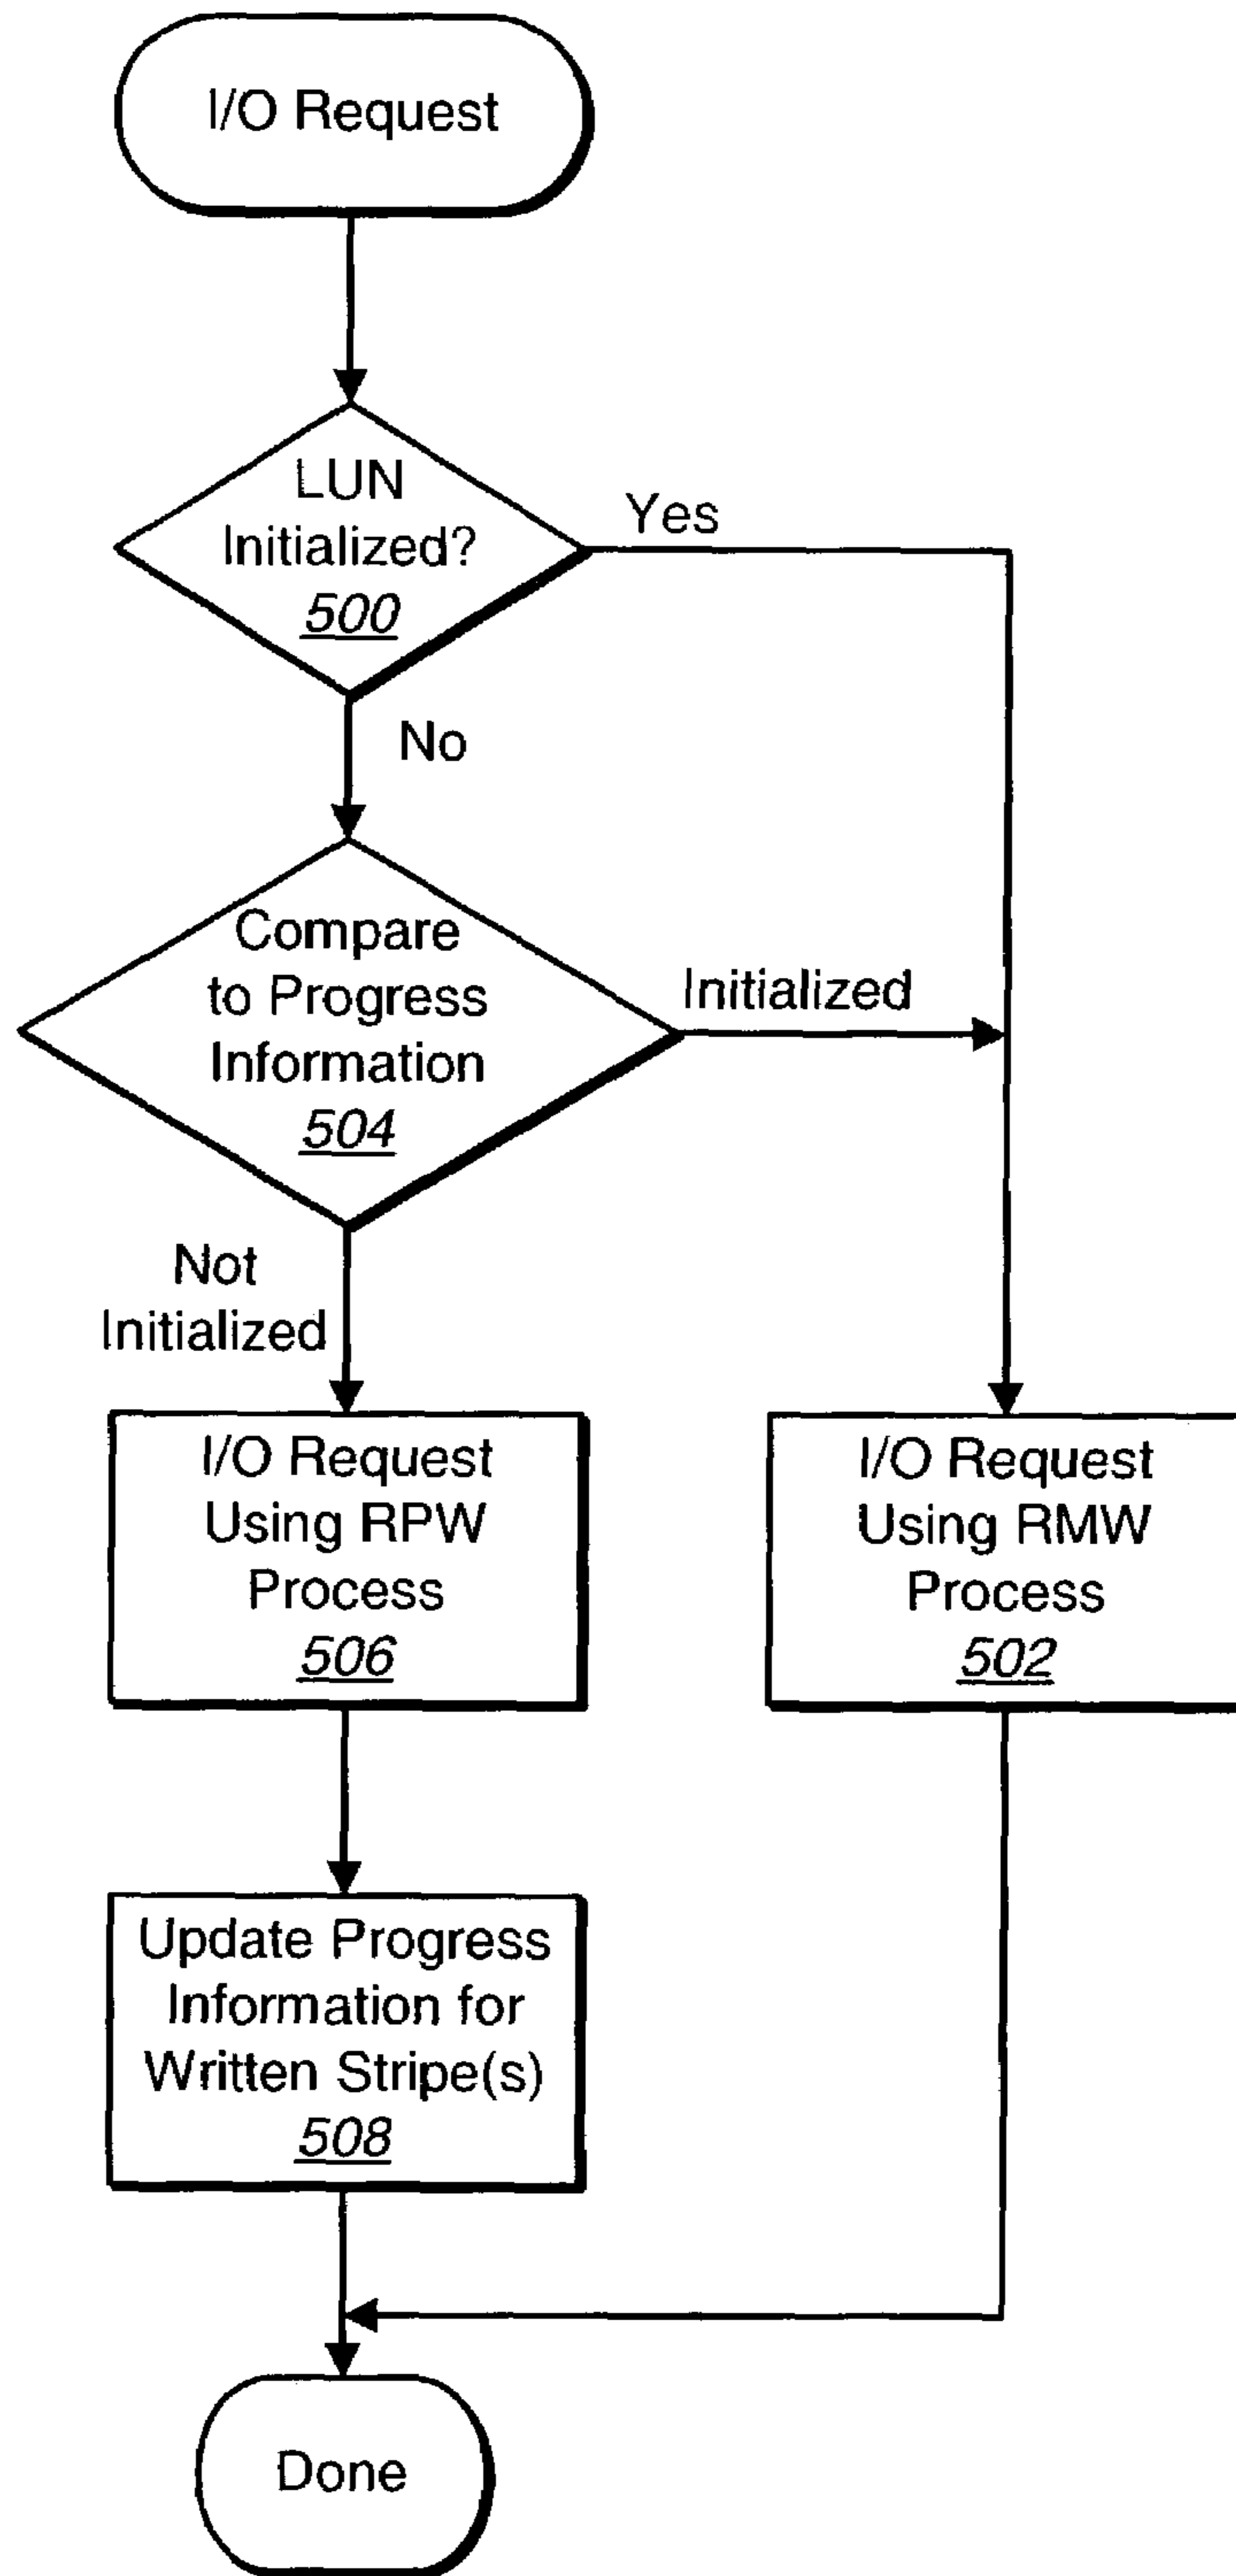 I/O Request
LUN
Initialized?
500
Yes
No
Compare
to Progress
Information
504
Initialized
Not
Initialized
I/O Request
Using RPW
Process
506
I/O Request
Using RMW
Process
502
Update Progress
Information for
Written Stripe(s)
508
Done